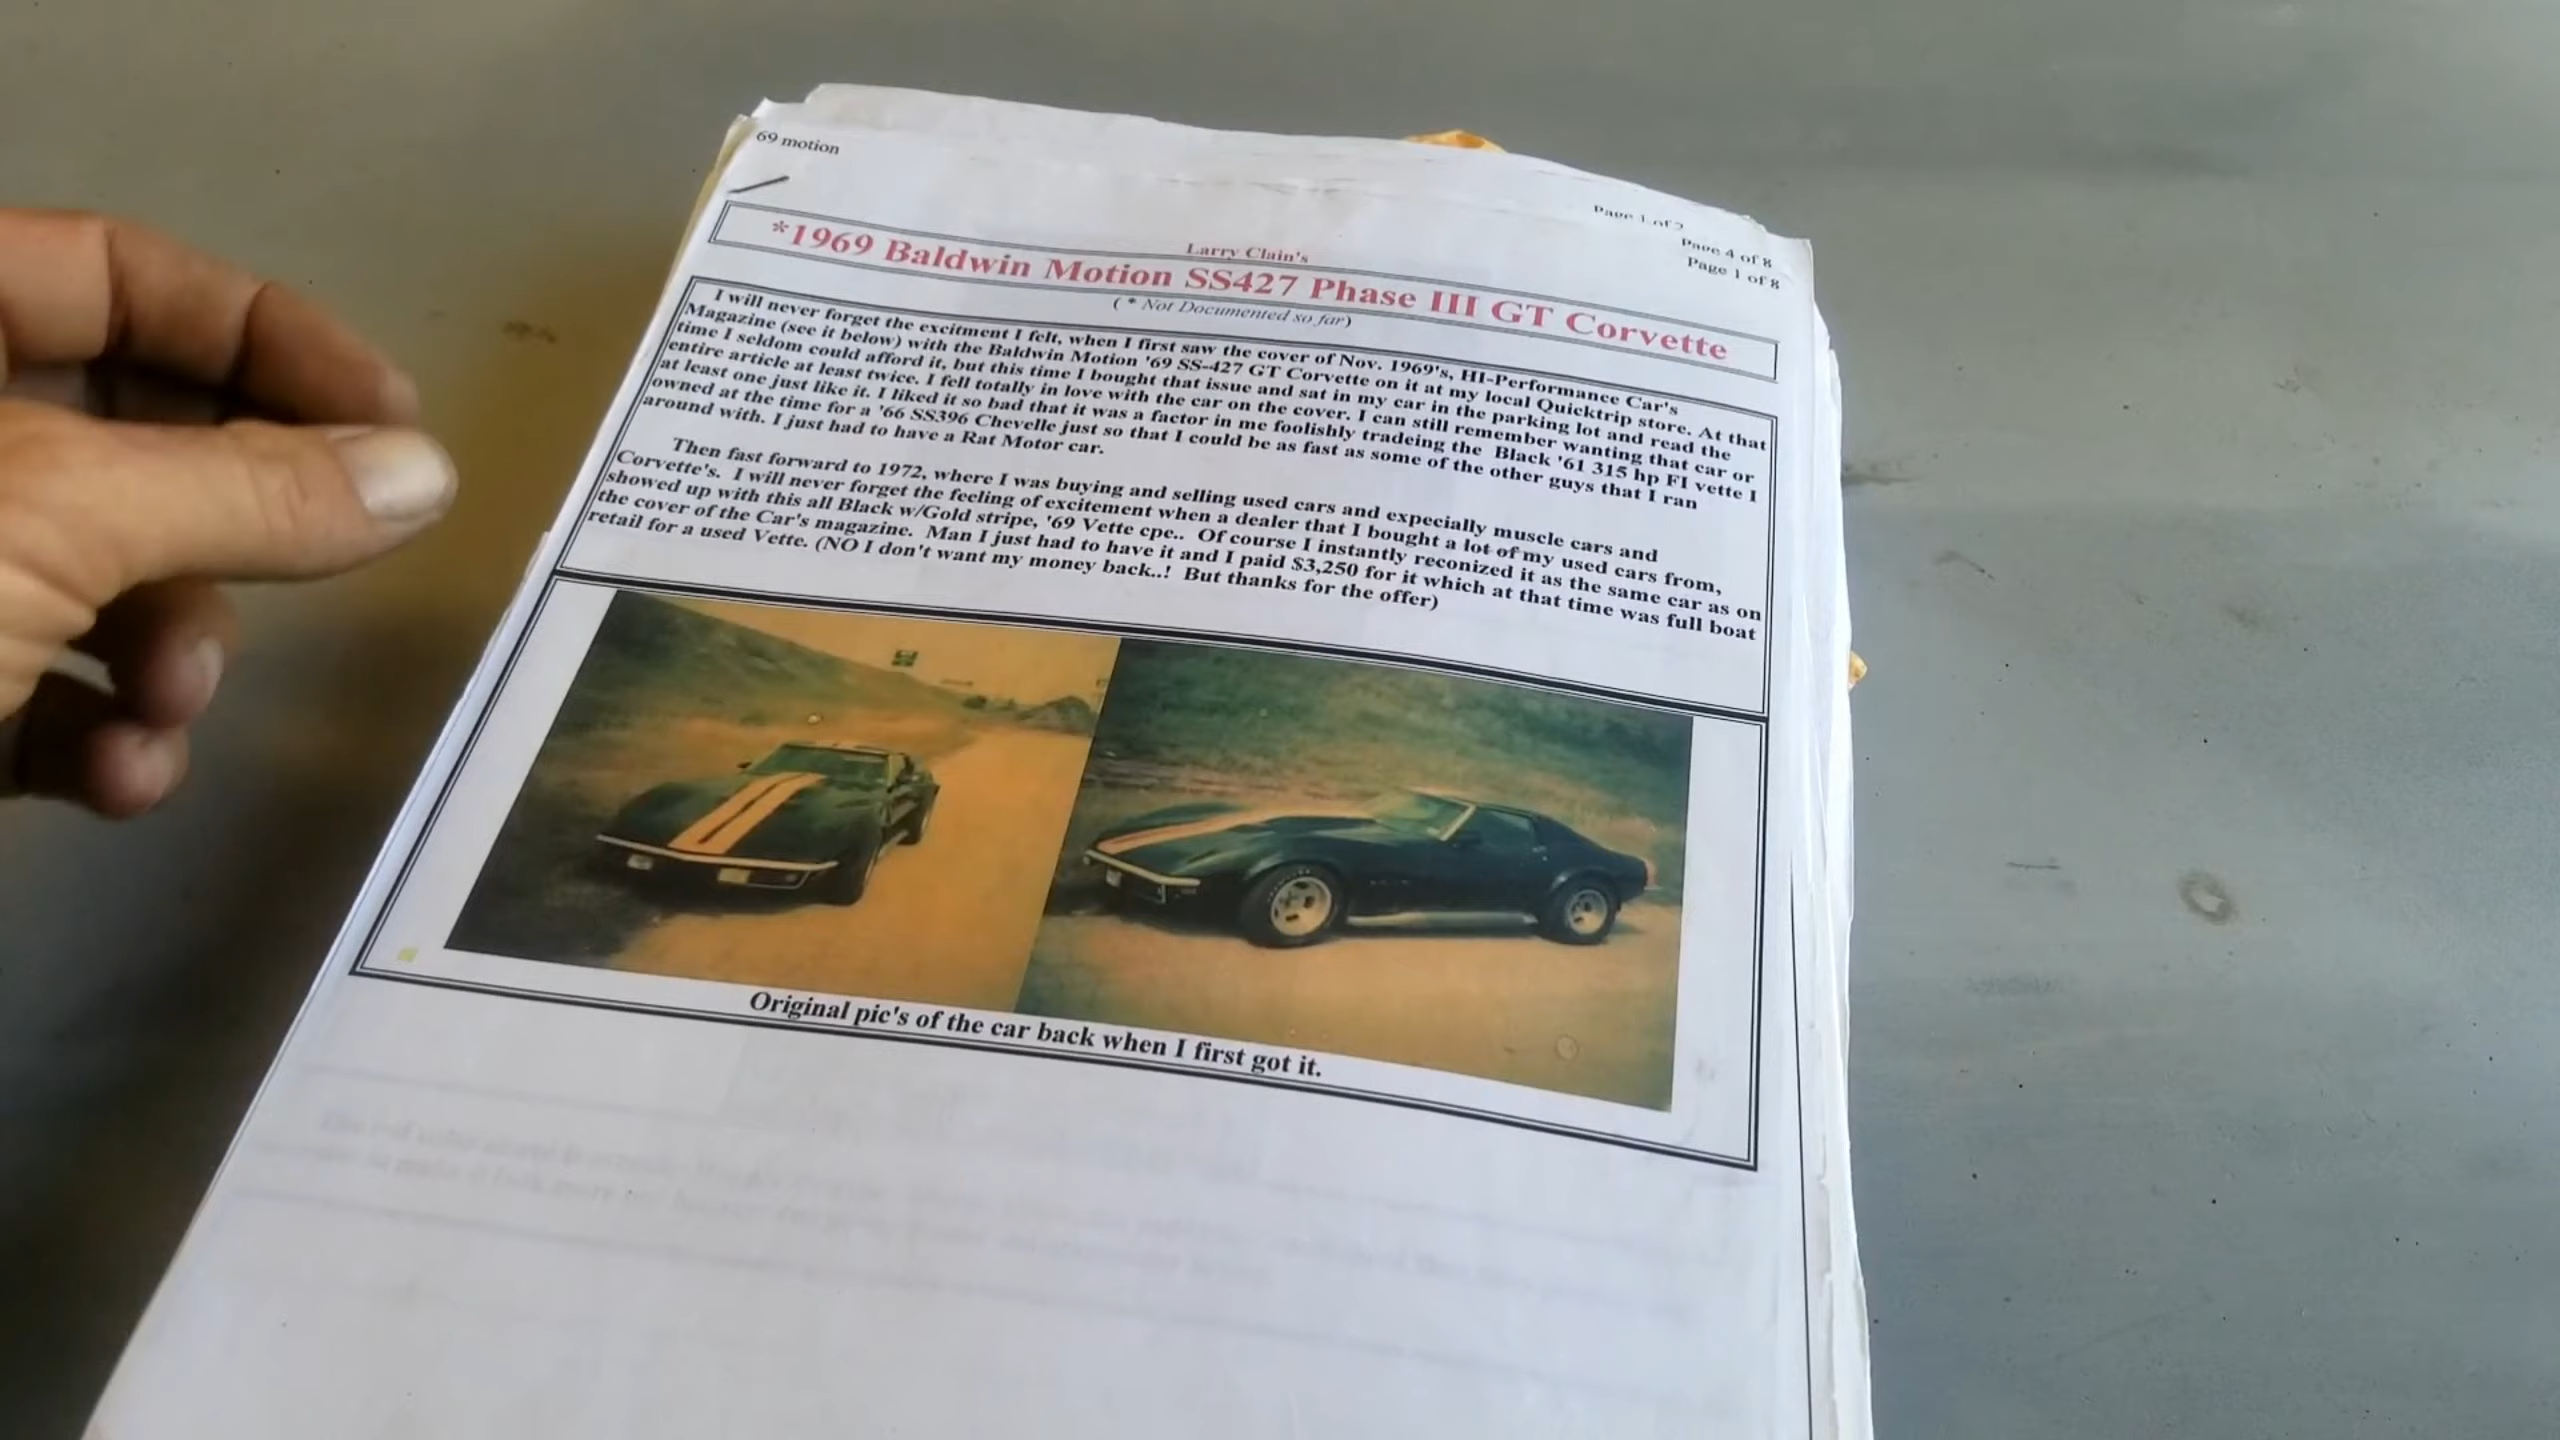 69 motion
Page 1 of 2
Page 4 of 8
Page 1 of 8
Larry Clain's
*1969 Baldwin Motion SS427 Phase III GT Corvette
( * Not Documented so far)
I will never forget the excitment I felt, when I first saw the cover of Nov. 1969's, HI-Performance Car's
Magazine (see it below) with the Baldwin Motion '69 SS-427 GT Corvette on it at my local Quicktrip store. At that
time I seldom could afford it, but this time I bought that issue and sat in my car in the parking lot and read the
entire article at least twice. I fell totally in love with the car on the cover. I can still remember wanting that car or
at least one just like it. I liked it so bad that it was a factor in me foolishly tradeing the Black '61 315 hp FI vette I
owned at the time for a '66 SS396 Chevelle just so that I could be as fast as some of the other guys that I ran
around with. I just had to have a Rat Motor car.
Then fast forward to 1972, where I was buying and selling used cars and expecially muscle cars and
Corvette's. I will never forget the feeling of excitement when a dealer that I bought a lot of my used cars from,
showed up with this all Black w/Gold stripe, '69 Vette cpe.. Of course I instantly reconized it as the same car as on
the cover of the Car's magazine. Man I just had to have it and I paid $3,250 for it which at that time was full boat
retail for a used Vette. (NO I don't want my money back..! But thanks for the offer)
Original pic's of the car back when I first got it.